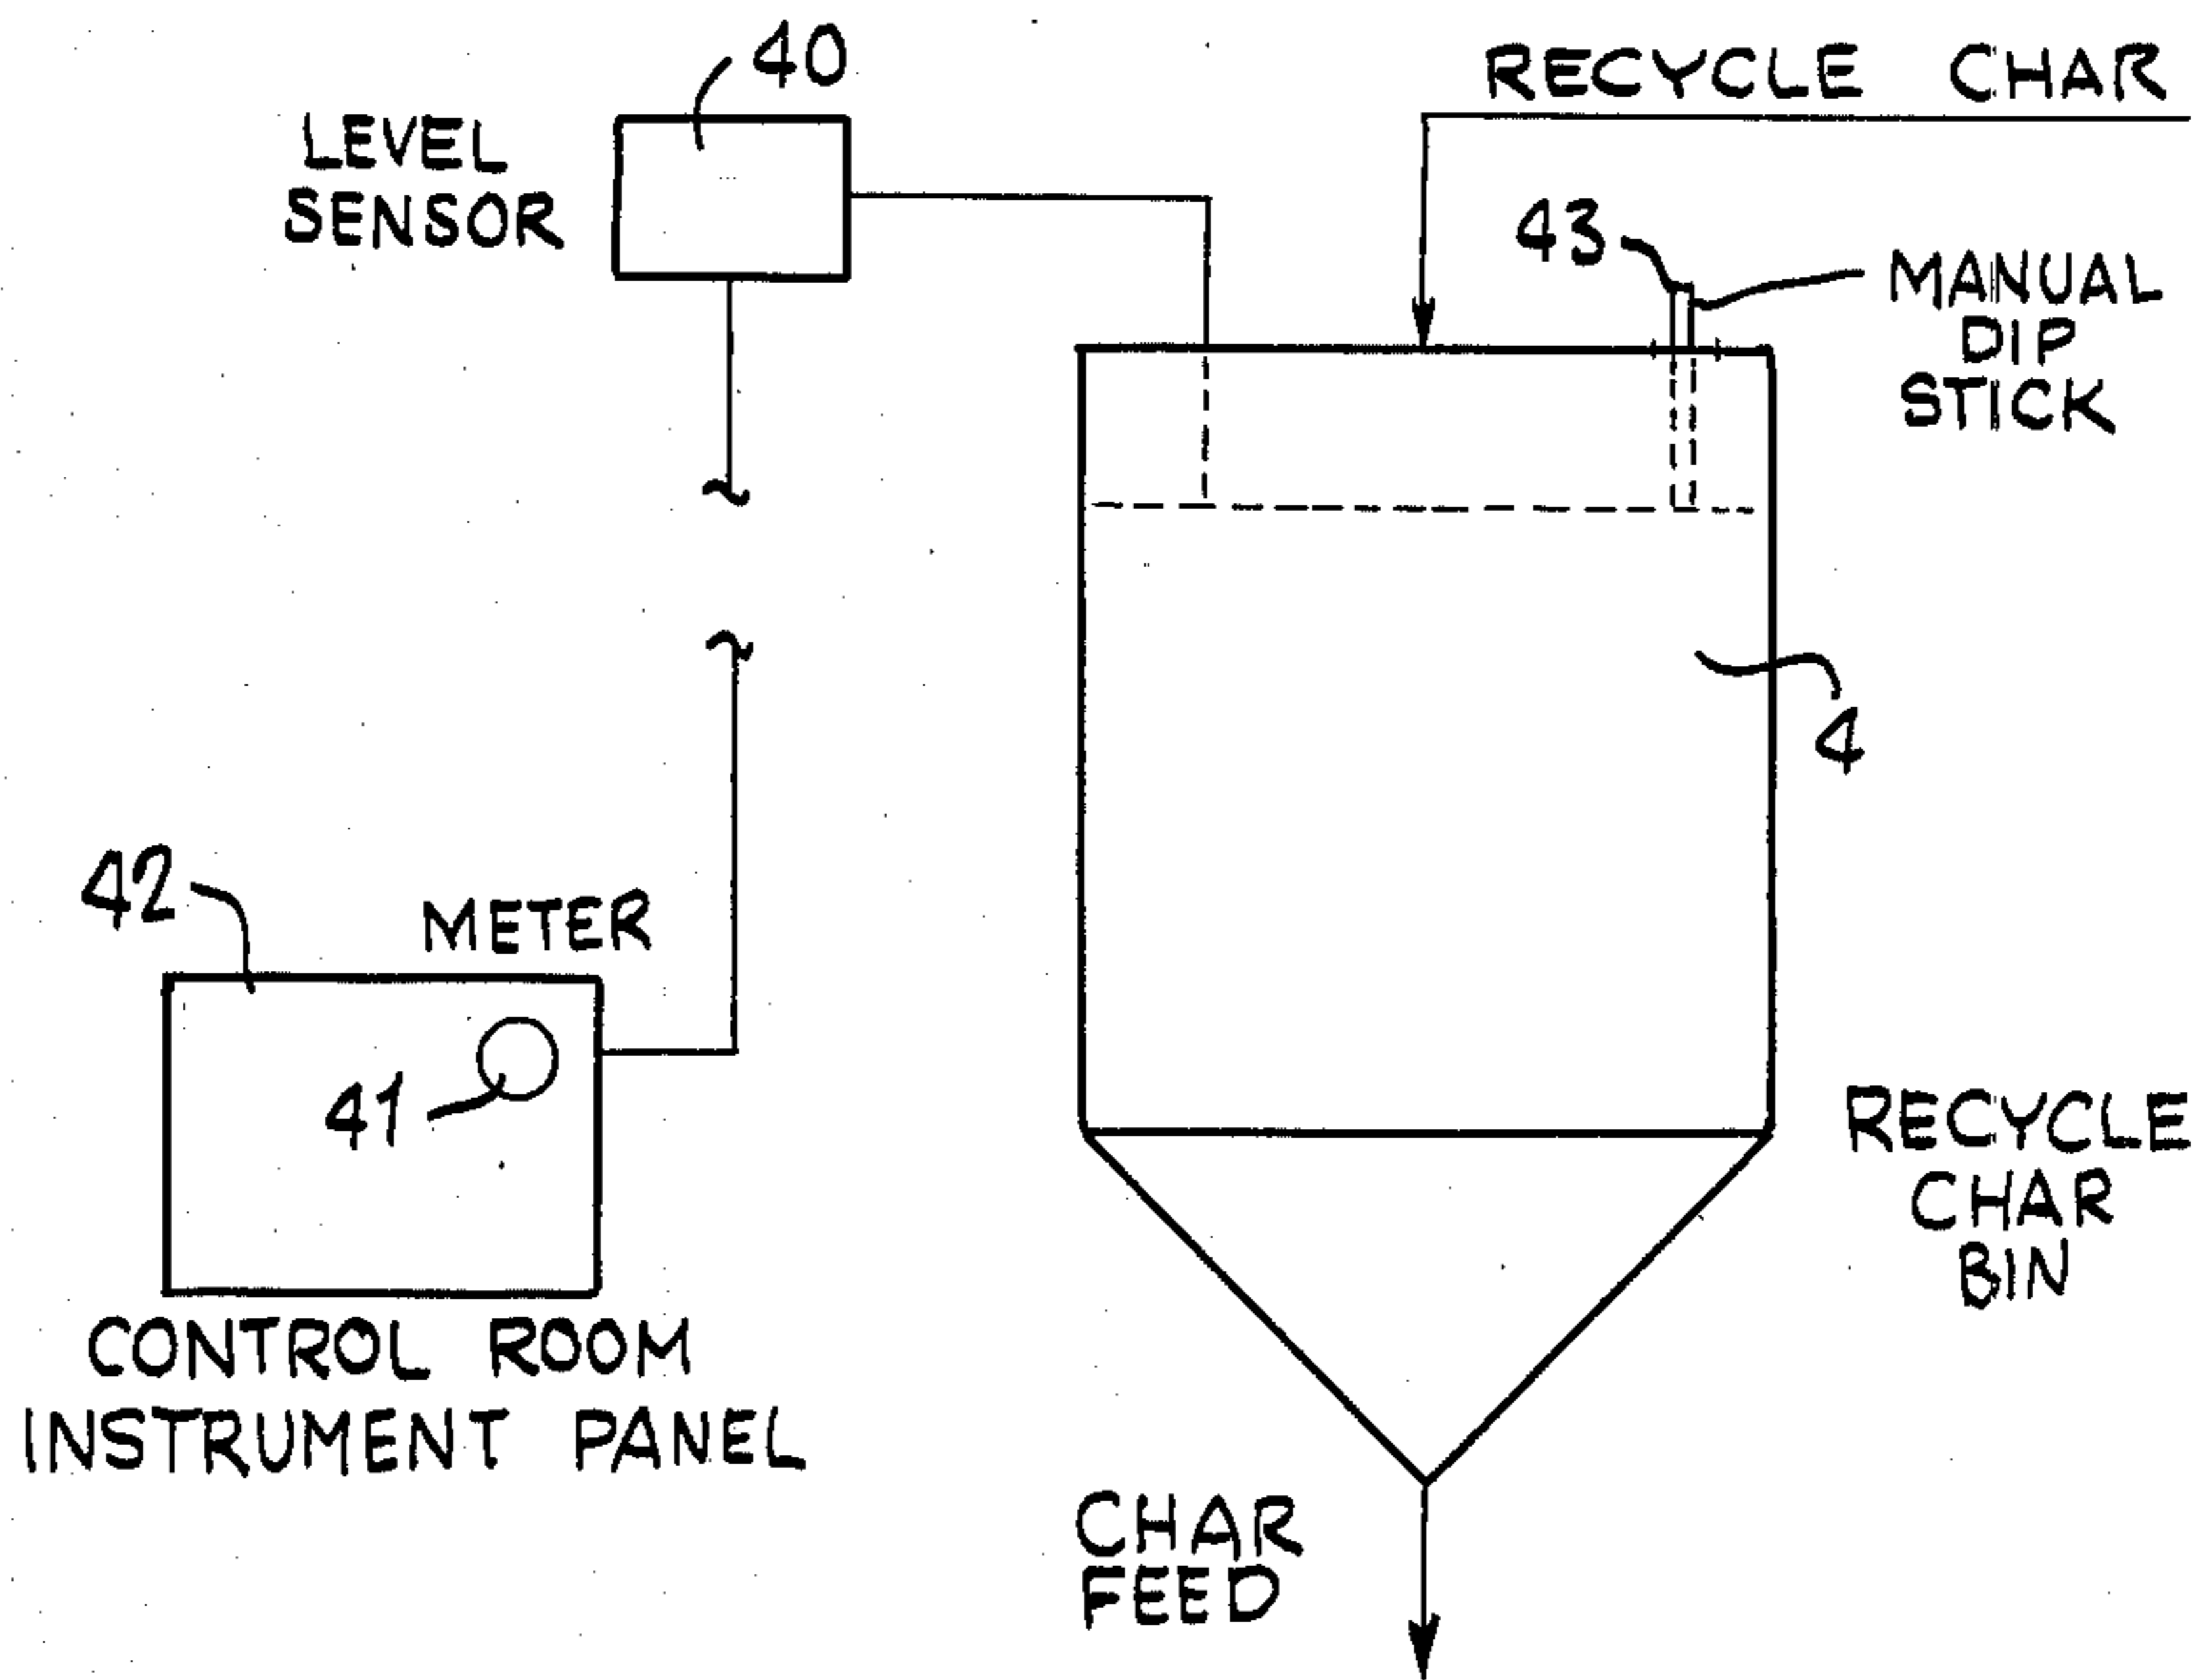 40
RECYCLE CHAR
LEVEL
SENSOR
43
MANUAL
DIP
STICK
4
42
METER
41
RECYCLE
CHAR
BIN
CONTROL ROOM
INSTRUMENT PANEL
CHAR
FEED